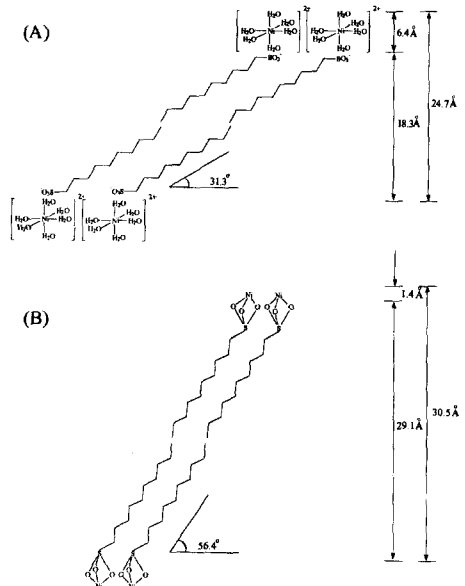 (A)
H₂O H₂O
[ H₂O Ni H₂O ]²⁺ [ H₂O Ni H₂O ]²⁺
H₂O H₂O H₂O H₂O
H₂O H₂O
6.4Å
18.3Å
24.7Å
31.3°
O₃S O₃S
H₂O H₂O
[ H₂O Ni H₂O ]²⁺ [ H₂O Ni H₂O ]²⁺
H₂O H₂O H₂O H₂O
H₂O H₂O
(B)
Ni Ni
O O O O O O
S S
1.4Å
29.1Å
30.5Å
56.4°
O O O O O O